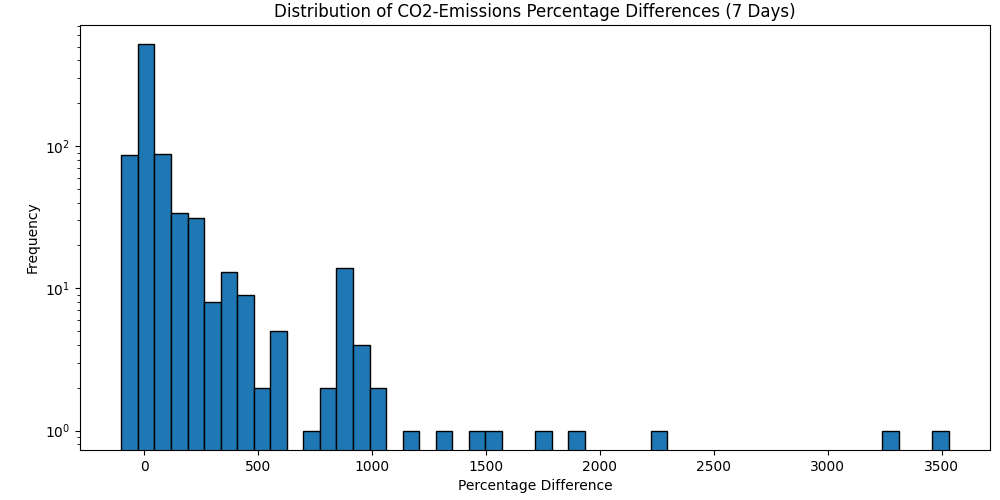 Distribution of CO2-Emissions Percentage Differences (7 Days)
Frequency
10²
10¹
10⁰
0 500 1000 1500 2000 2500 3000 3500
Percentage Difference